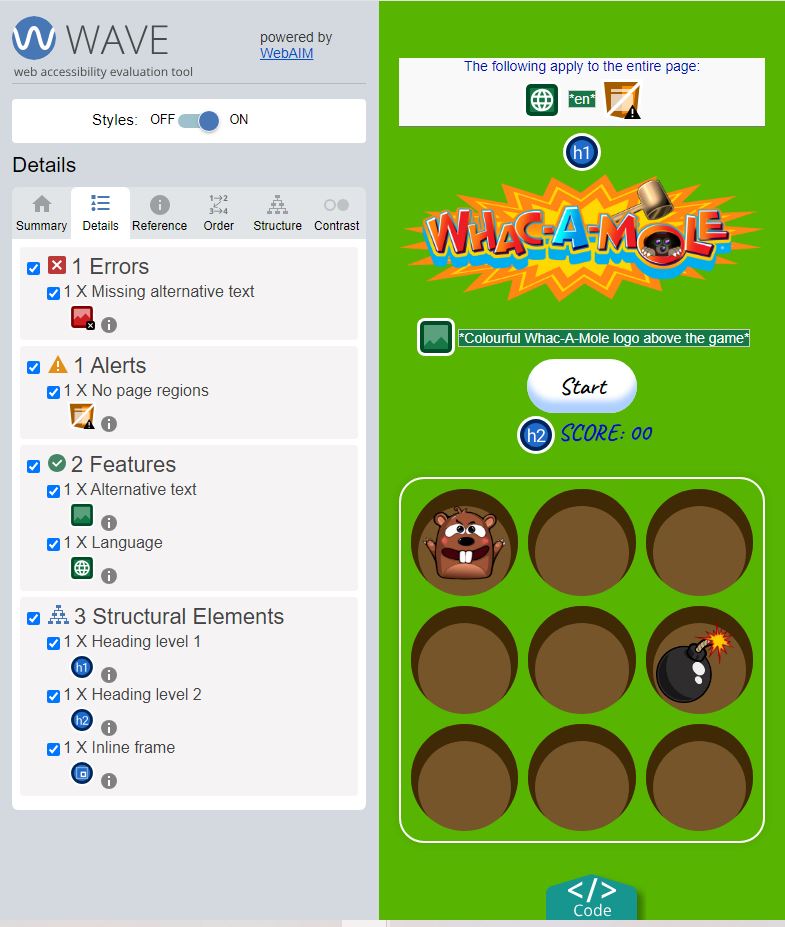 WAVE
web accessibility evaluation tool
powered by
WebAIM
Styles: OFF ON
Details
Summary Details Reference Order Structure Contrast
1 Errors
1 X Missing alternative text
1 Alerts
1 X No page regions
2 Features
1 X Alternative text
1 X Language
3 Structural Elements
1 X Heading level 1
h1
1 X Heading level 2
h2
1 X Inline frame
The following apply to the entire page:
*en*
h1
WHAC-A-MOLE
*Colourful Whac-A-Mole logo above the game*
Start
h2 SCORE: 00
</>
Code